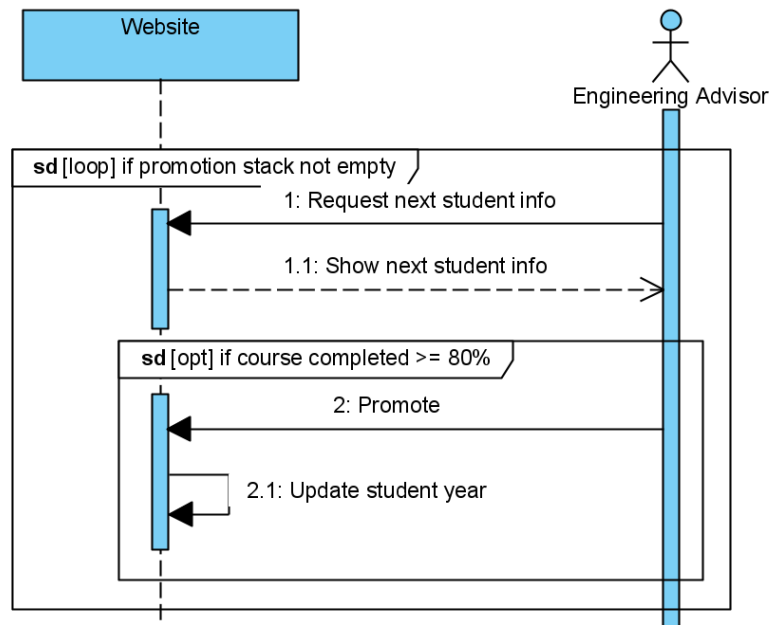 Website
Engineering Advisor
sd [loop] if promotion stack not empty
1: Request next student info
1.1: Show next student info
sd [opt] if course completed >= 80%
2: Promote
2.1: Update student year